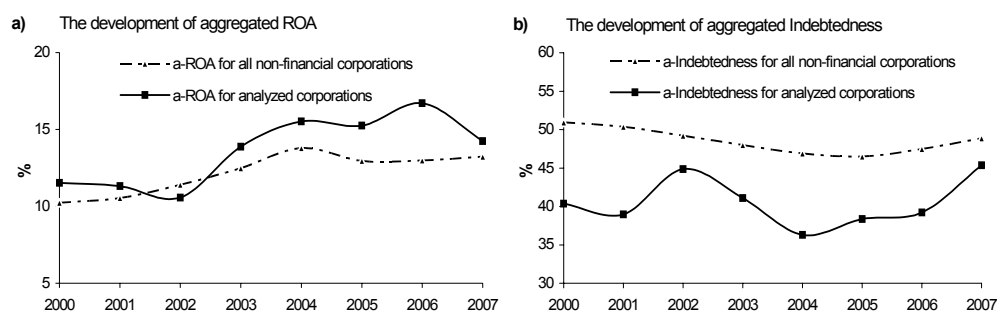 a) The development of aggregated ROA
20
15
10
5
%
a-ROA for all non-financial corporations
a-ROA for analyzed corporations
2000 2001 2002 2003 2004 2005 2006 2007
b) The development of aggregated Indebtedness
60
55
50
45
40
35
30
%
a-Indebtedness for all non-financial corporations
a-Indebtedness for analyzed corporations
2000 2001 2002 2003 2004 2005 2006 2007